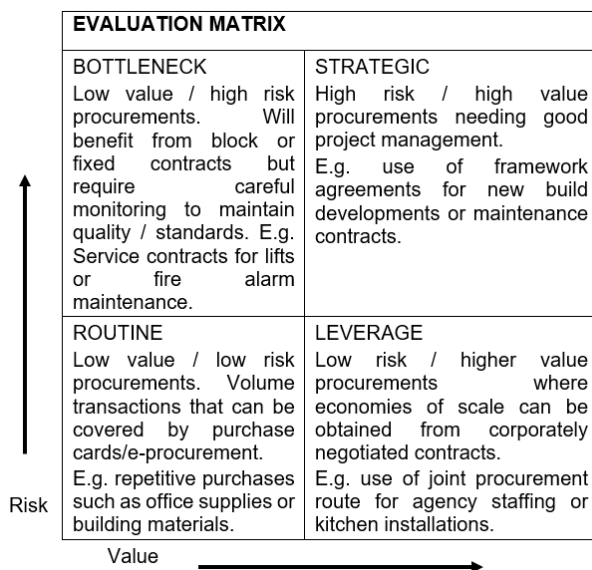 EVALUATION MATRIX
BOTTLENECK
Low value / high risk
procurements. Will
benefit from block or
fixed contracts but
require careful
monitoring to maintain
quality / standards. E.g.
Service contracts for lifts
or fire alarm
maintenance.
STRATEGIC
High risk / high value
procurements needing good
project management.
E.g. use of framework
agreements for new build
developments or maintenance
contracts.
ROUTINE
Low value / low risk
procurements. Volume
transactions that can be
covered by purchase
cards/e-procurement.
E.g. repetitive purchases
such as office supplies or
building materials.
LEVERAGE
Low risk / higher value
procurements where
economies of scale can be
obtained from corporately
negotiated contracts.
E.g. use of joint procurement
route for agency staffing or
kitchen installations.
Risk
Value